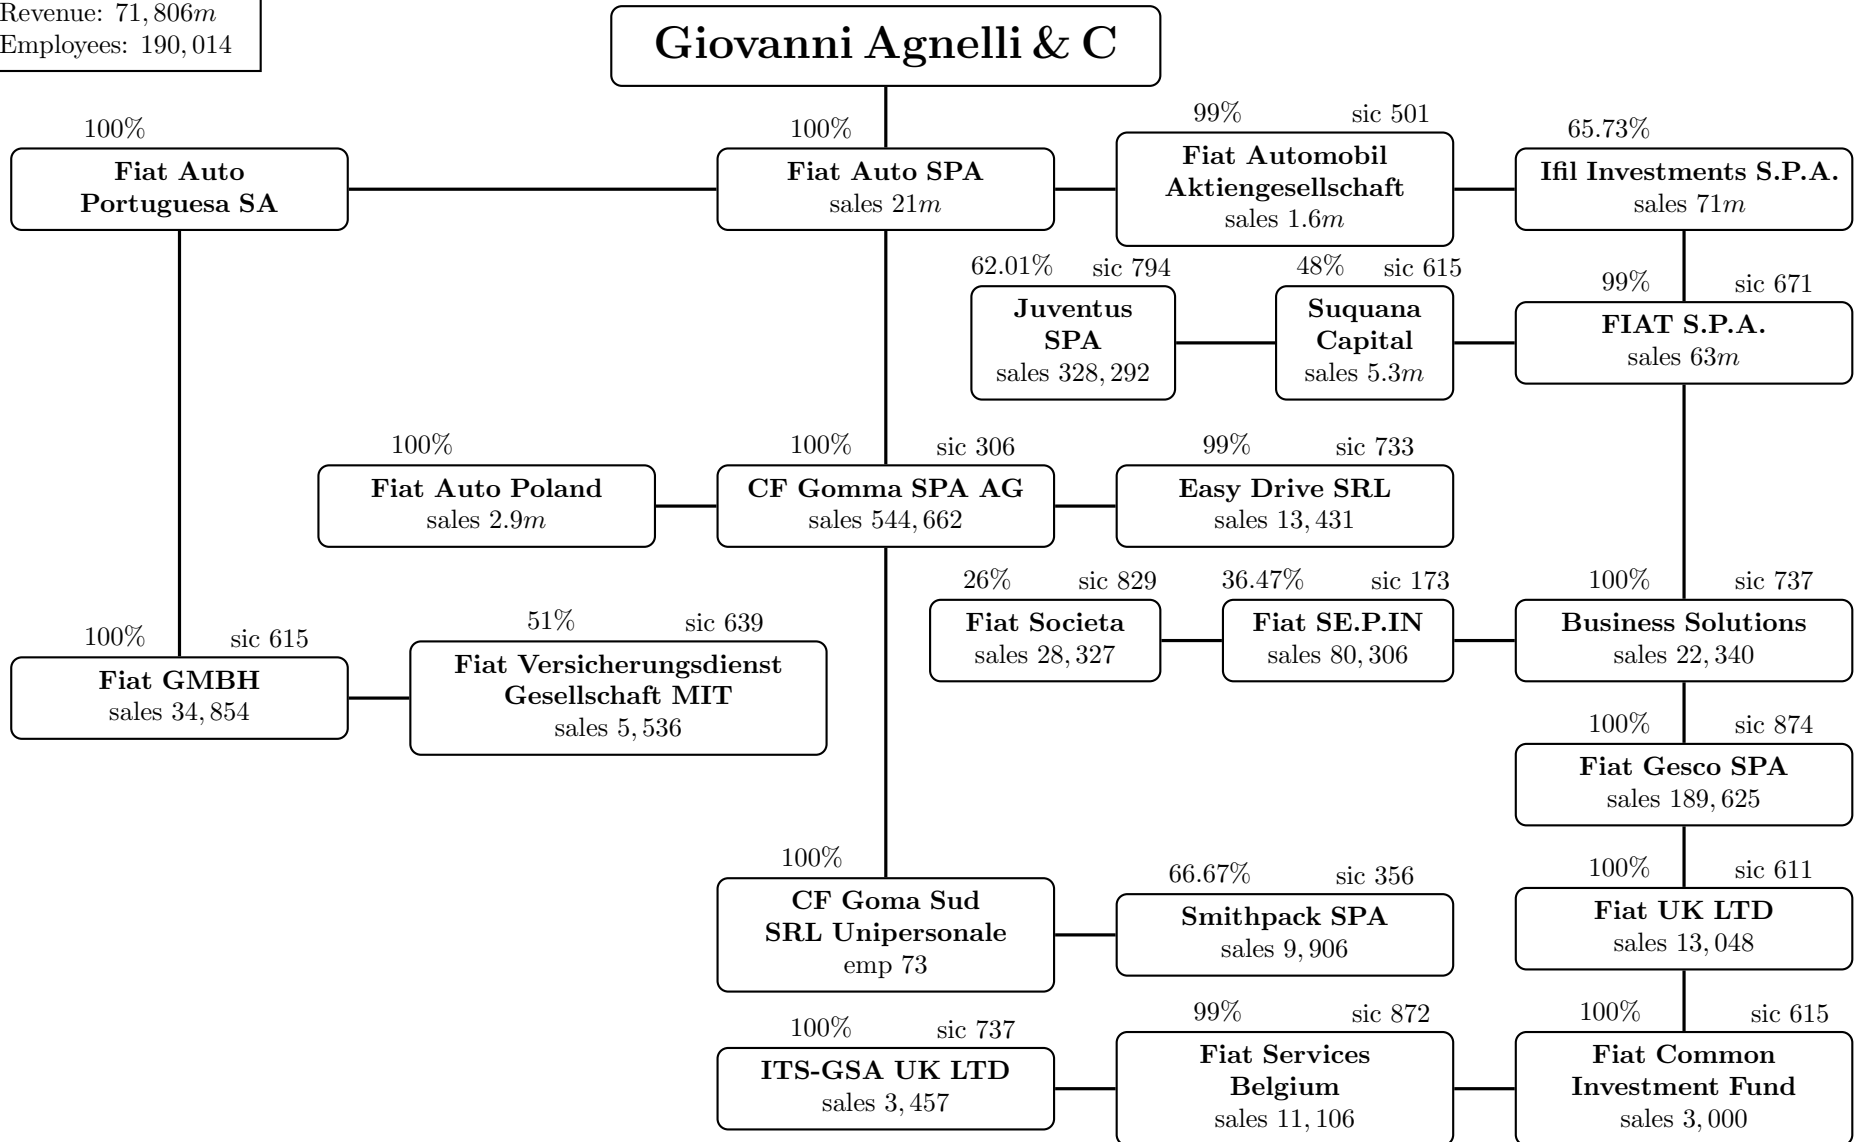 Revenue: 71, 806m
Employees: 190, 014
Giovanni Agnelli & C
100%
Fiat Auto
Portuguesa SA
100%
Fiat Auto SPA
sales 21m
99% sic 501
Fiat Automobil
Aktiengesellschaft
sales 1.6m
65.73%
Ifil Investments S.P.A.
sales 71m
62.01% sic 794
Juventus
SPA
sales 328, 292
48% sic 615
Suquana
Capital
sales 5.3m
99% sic 671
FIAT S.P.A.
sales 63m
100%
Fiat Auto Poland
sales 2.9m
100% sic 306
CF Gomma SPA AG
sales 544, 662
99% sic 733
Easy Drive SRL
sales 13, 431
26% sic 829
Fiat Societa
sales 28, 327
36.47% sic 173
Fiat SE.P.IN
sales 80, 306
100% sic 737
Business Solutions
sales 22, 340
100% sic 615
Fiat GMBH
sales 34, 854
51% sic 639
Fiat Versicherungsdienst
Gesellschaft MIT
sales 5, 536
100% sic 874
Fiat Gesco SPA
sales 189, 625
100%
CF Goma Sud
SRL Unipersonale
emp 73
66.67% sic 356
Smithpack SPA
sales 9, 906
100% sic 611
Fiat UK LTD
sales 13, 048
100% sic 737
ITS-GSA UK LTD
sales 3, 457
99% sic 872
Fiat Services
Belgium
sales 11, 106
100% sic 615
Fiat Common
Investment Fund
sales 3, 000